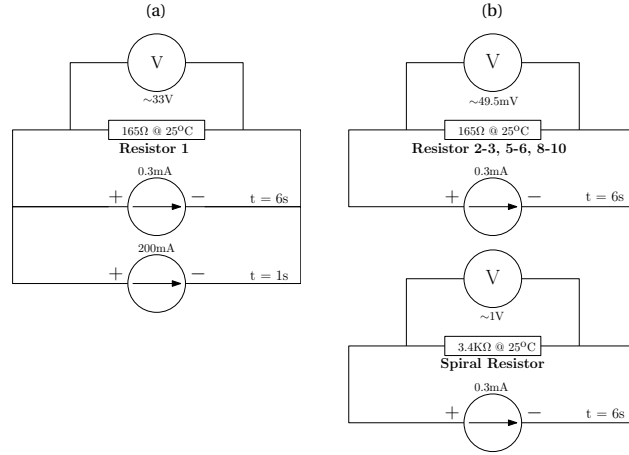 (a)
V
~33V
165Ω @ 25°C
Resistor 1
0.3mA
+ − t = 6s
200mA
+ − t = 1s
(b)
V
~49.5mV
165Ω @ 25°C
Resistor 2-3, 5-6, 8-10
0.3mA
+ − t = 6s
V
~1V
3.4KΩ @ 25°C
Spiral Resistor
0.3mA
+ − t = 6s